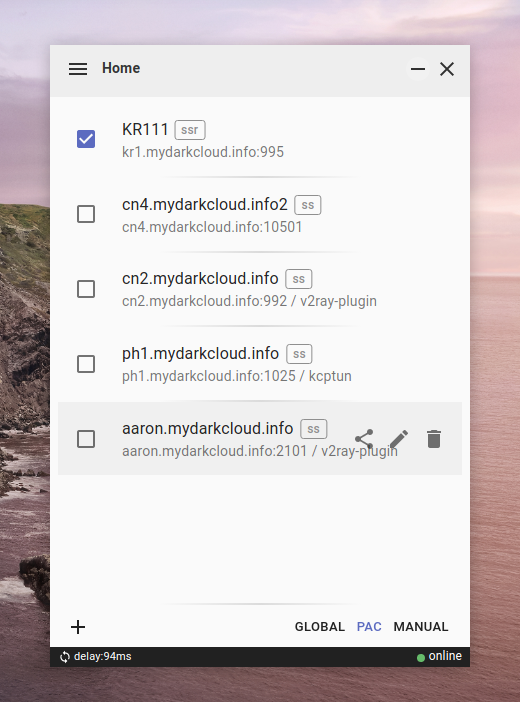 Home
KR111 ssr
kr1.mydarkcloud.info:995
cn4.mydarkcloud.info2 ss
cn4.mydarkcloud.info:10501
cn2.mydarkcloud.info ss
cn2.mydarkcloud.info:992 / v2ray-plugin
ph1.mydarkcloud.info ss
ph1.mydarkcloud.info:1025 / kcptun
aaron.mydarkcloud.info ss
aaron.mydarkcloud.info:2101 / v2ray-plugin
GLOBAL PAC MANUAL
delay:94ms online